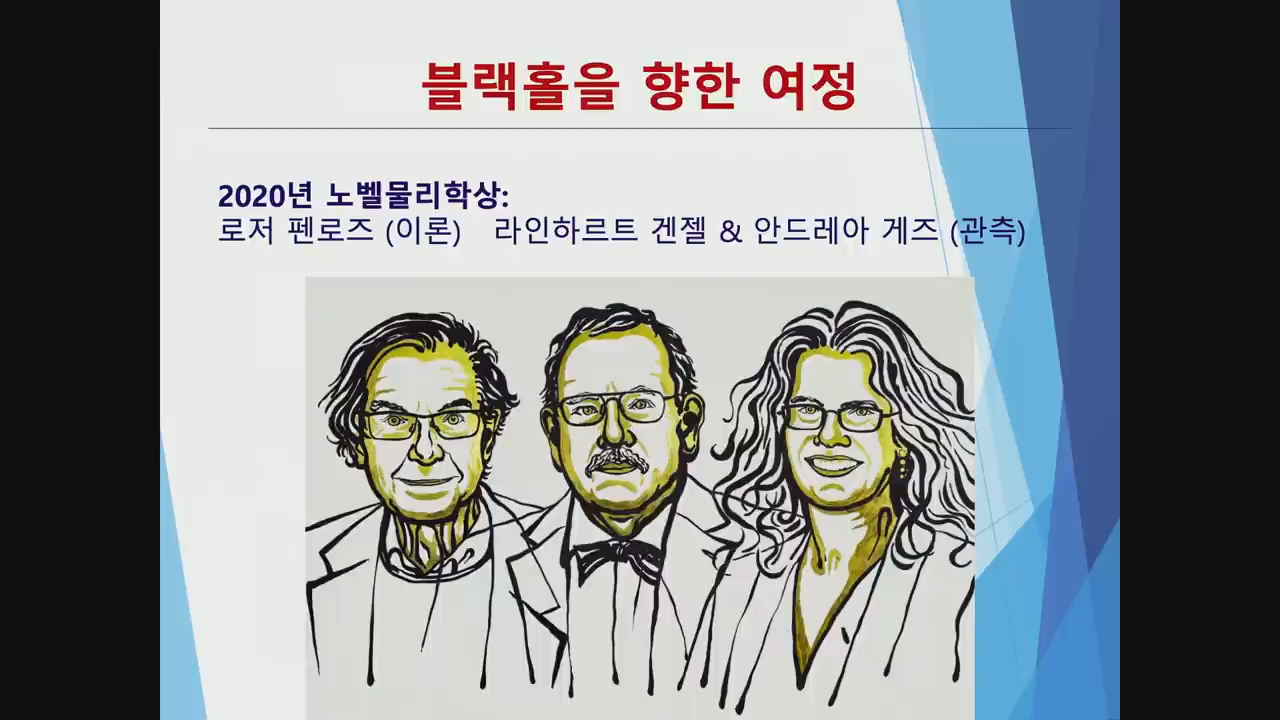 블랙홀을 향한 여정
2020년 노벨물리학상:
로저 펜로즈 (이론) 라인하르트 겐젤 & 안드레아 게즈 (관측)